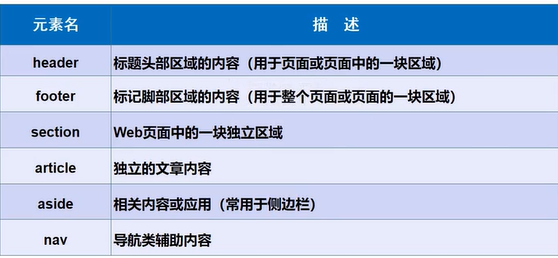 元素名 描 述
header 标题头部区域的内容（用于页面或页面中的一块区域）
footer 标记脚部区域的内容（用于整个页面或页面的一块区域）
section Web页面中的一块独立区域
article 独立的文章内容
aside 相关内容或应用（常用于侧边栏）
nav 导航类辅助内容